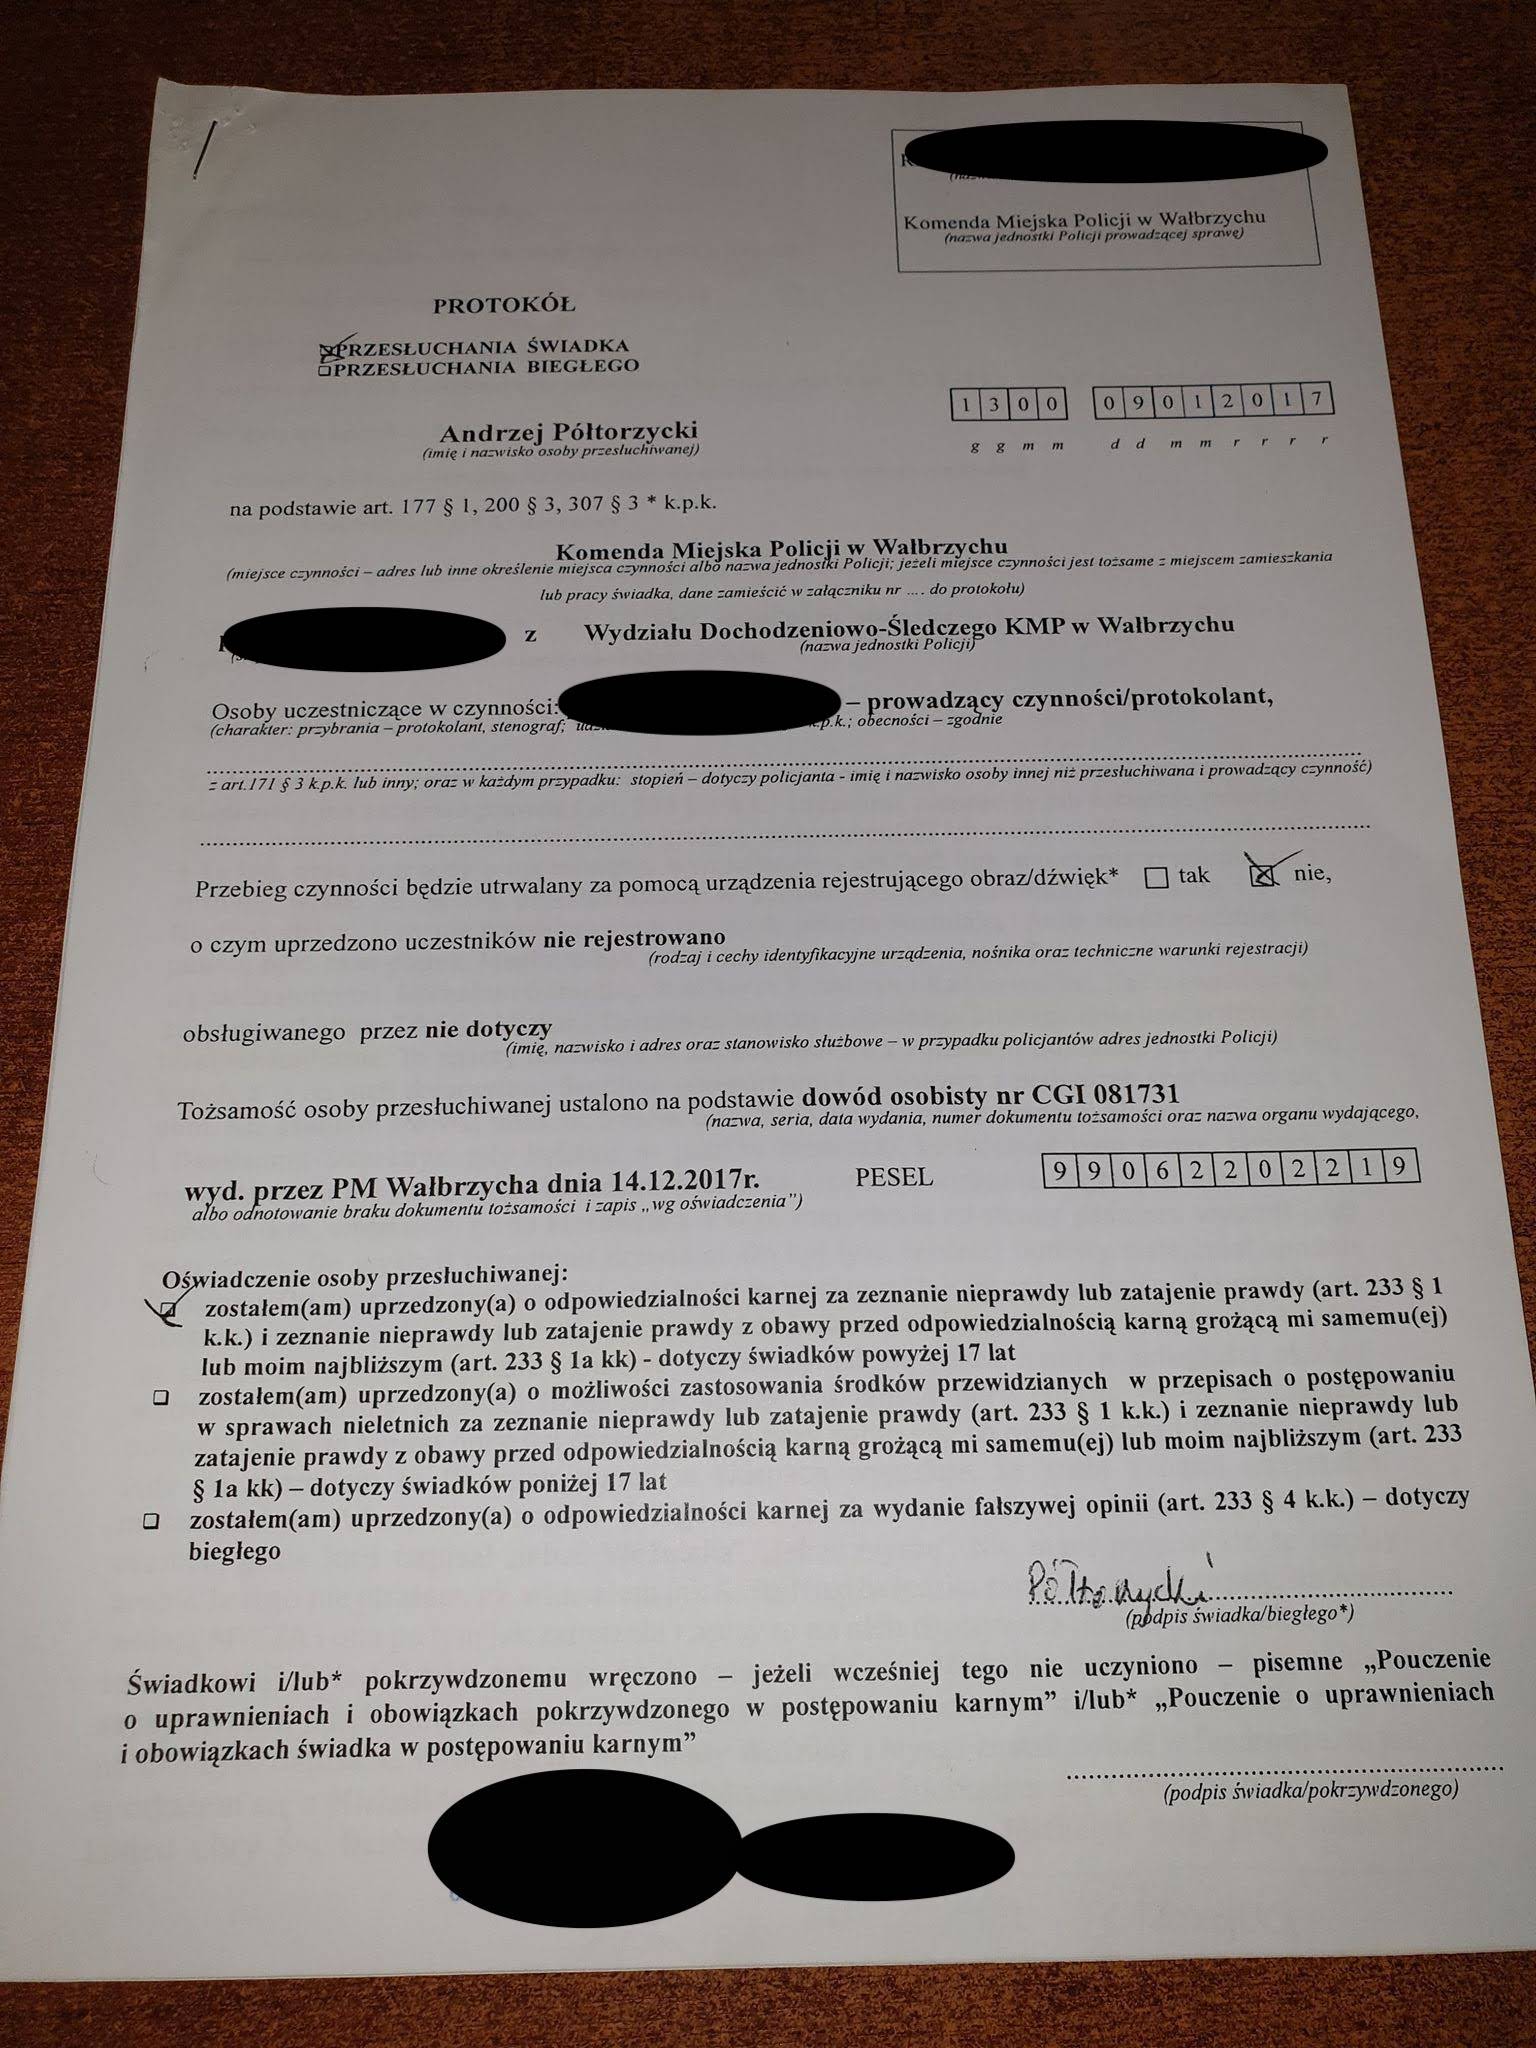 Komenda Miejska Policji w Wałbrzychu
(nazwa jednostki Policji prowadzącej sprawę)
PROTOKÓŁ
PRZESŁUCHANIA ŚWIADKA
PRZESŁUCHANIA BIEGŁEGO
1 3 0 0 0 9 0 1 2 0 1 7
g g m m d d m m r r r r
Andrzej Półtorzycki
(imię i nazwisko osoby przesłuchiwanej)
na podstawie art. 177 § 1, 200 § 3, 307 § 3 * k.p.k.
Komenda Miejska Policji w Wałbrzychu
(miejsce czynności – adres lub inne określenie miejsca czynności albo nazwa jednostki Policji; jeżeli miejsce czynności jest tożsame z miejscem zamieszkania
lub pracy świadka, dane zamieścić w załączniku nr .... do protokołu)
z Wydziału Dochodzeniowo-Śledczego KMP w Wałbrzychu
(nazwa jednostki Policji)
Osoby uczestniczące w czynności: – prowadzący czynności/protokolant,
(charakter: przybrania – protokolant, stenograf; k.p.k.; obecności – zgodnie
z art.171 § 3 k.p.k. lub inny; oraz w każdym przypadku: stopień – dotyczy policjanta - imię i nazwisko osoby innej niż przesłuchiwana i prowadzący czynność)
Przebieg czynności będzie utrwalany za pomocą urządzenia rejestrującego obraz/dźwięk* tak nie,
o czym uprzedzono uczestników nie rejestrowano
(rodzaj i cechy identyfikacyjne urządzenia, nośnika oraz techniczne warunki rejestracji)
obsługiwanego przez nie dotyczy
(imię, nazwisko i adres oraz stanowisko służbowe – w przypadku policjantów adres jednostki Policji)
Tożsamość osoby przesłuchiwanej ustalono na podstawie dowód osobisty nr CGI 081731
(nazwa, seria, data wydania, numer dokumentu tożsamości oraz nazwa organu wydającego,
wyd. przez PM Wałbrzycha dnia 14.12.2017r. PESEL 9 9 0 6 2 2 0 2 2 1 9
albo odnotowanie braku dokumentu tożsamości i zapis „wg oświadczenia")
Oświadczenie osoby przesłuchiwanej:
zostałem(am) uprzedzony(a) o odpowiedzialności karnej za zeznanie nieprawdy lub zatajenie prawdy (art. 233 § 1
k.k.) i zeznanie nieprawdy lub zatajenie prawdy z obawy przed odpowiedzialnością karną grożącą mi samemu(ej)
lub moim najbliższym (art. 233 § 1a kk) - dotyczy świadków powyżej 17 lat
zostałem(am) uprzedzony(a) o możliwości zastosowania środków przewidzianych w przepisach o postępowaniu
w sprawach nieletnich za zeznanie nieprawdy lub zatajenie prawdy (art. 233 § 1 k.k.) i zeznanie nieprawdy lub
zatajenie prawdy z obawy przed odpowiedzialnością karną grożącą mi samemu(ej) lub moim najbliższym (art. 233
§ 1a kk) – dotyczy świadków poniżej 17 lat
zostałem(am) uprzedzony(a) o odpowiedzialności karnej za wydanie fałszywej opinii (art. 233 § 4 k.k.) – dotyczy
biegłego
Półtorzycki
(podpis świadka/biegłego*)
Świadkowi i/lub* pokrzywdzonemu wręczono – jeżeli wcześniej tego nie uczyniono – pisemne „Pouczenie
o uprawnieniach i obowiązkach pokrzywdzonego w postępowaniu karnym" i/lub* „Pouczenie o uprawnieniach
i obowiązkach świadka w postępowaniu karnym"
(podpis świadka/pokrzywdzonego)